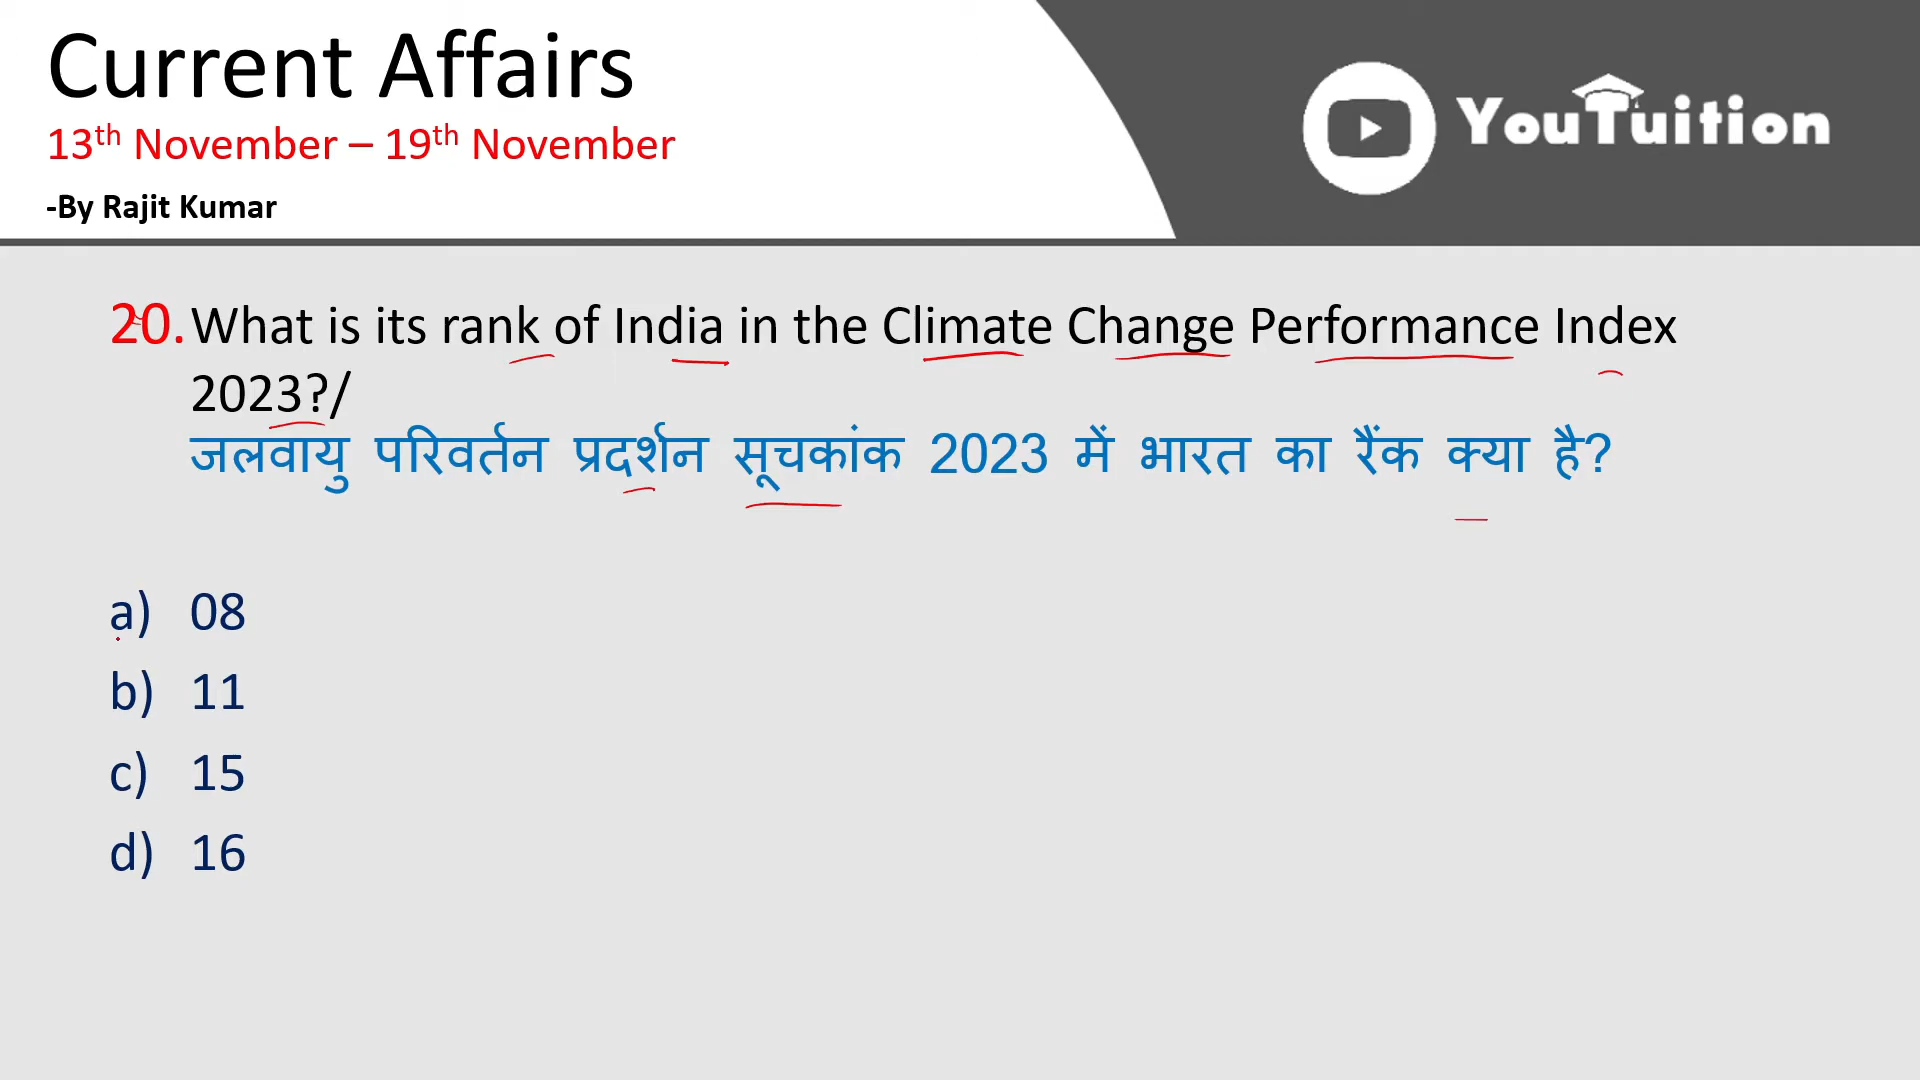 Current Affairs
13th November – 19th November
-By Rajit Kumar
YouTuition
20. What is its rank of India in the Climate Change Performance Index
2023?/
जलवायु परिवर्तन प्रदर्शन सूचकांक 2023 में भारत का रैंक क्या है?
a) 08
b) 11
c) 15
d) 16